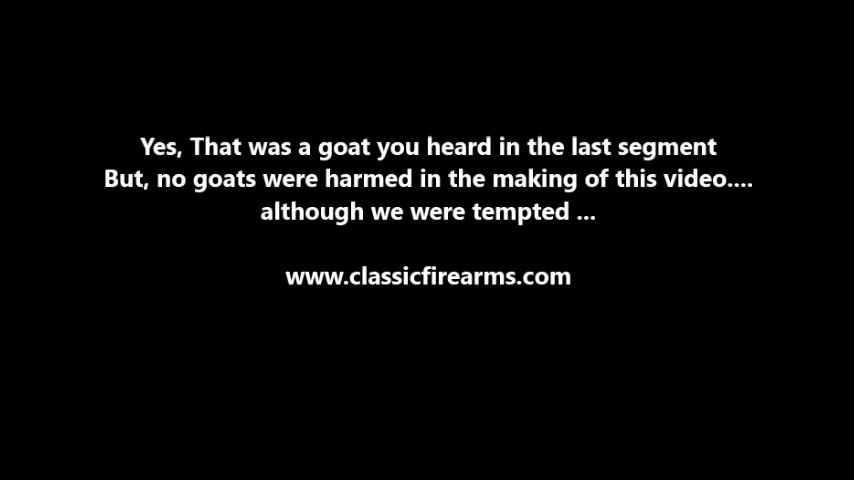 Yes, That was a goat you heard in the last segment
But, no goats were harmed in the making of this video....
although we were tempted ...
www.classicfirearms.com